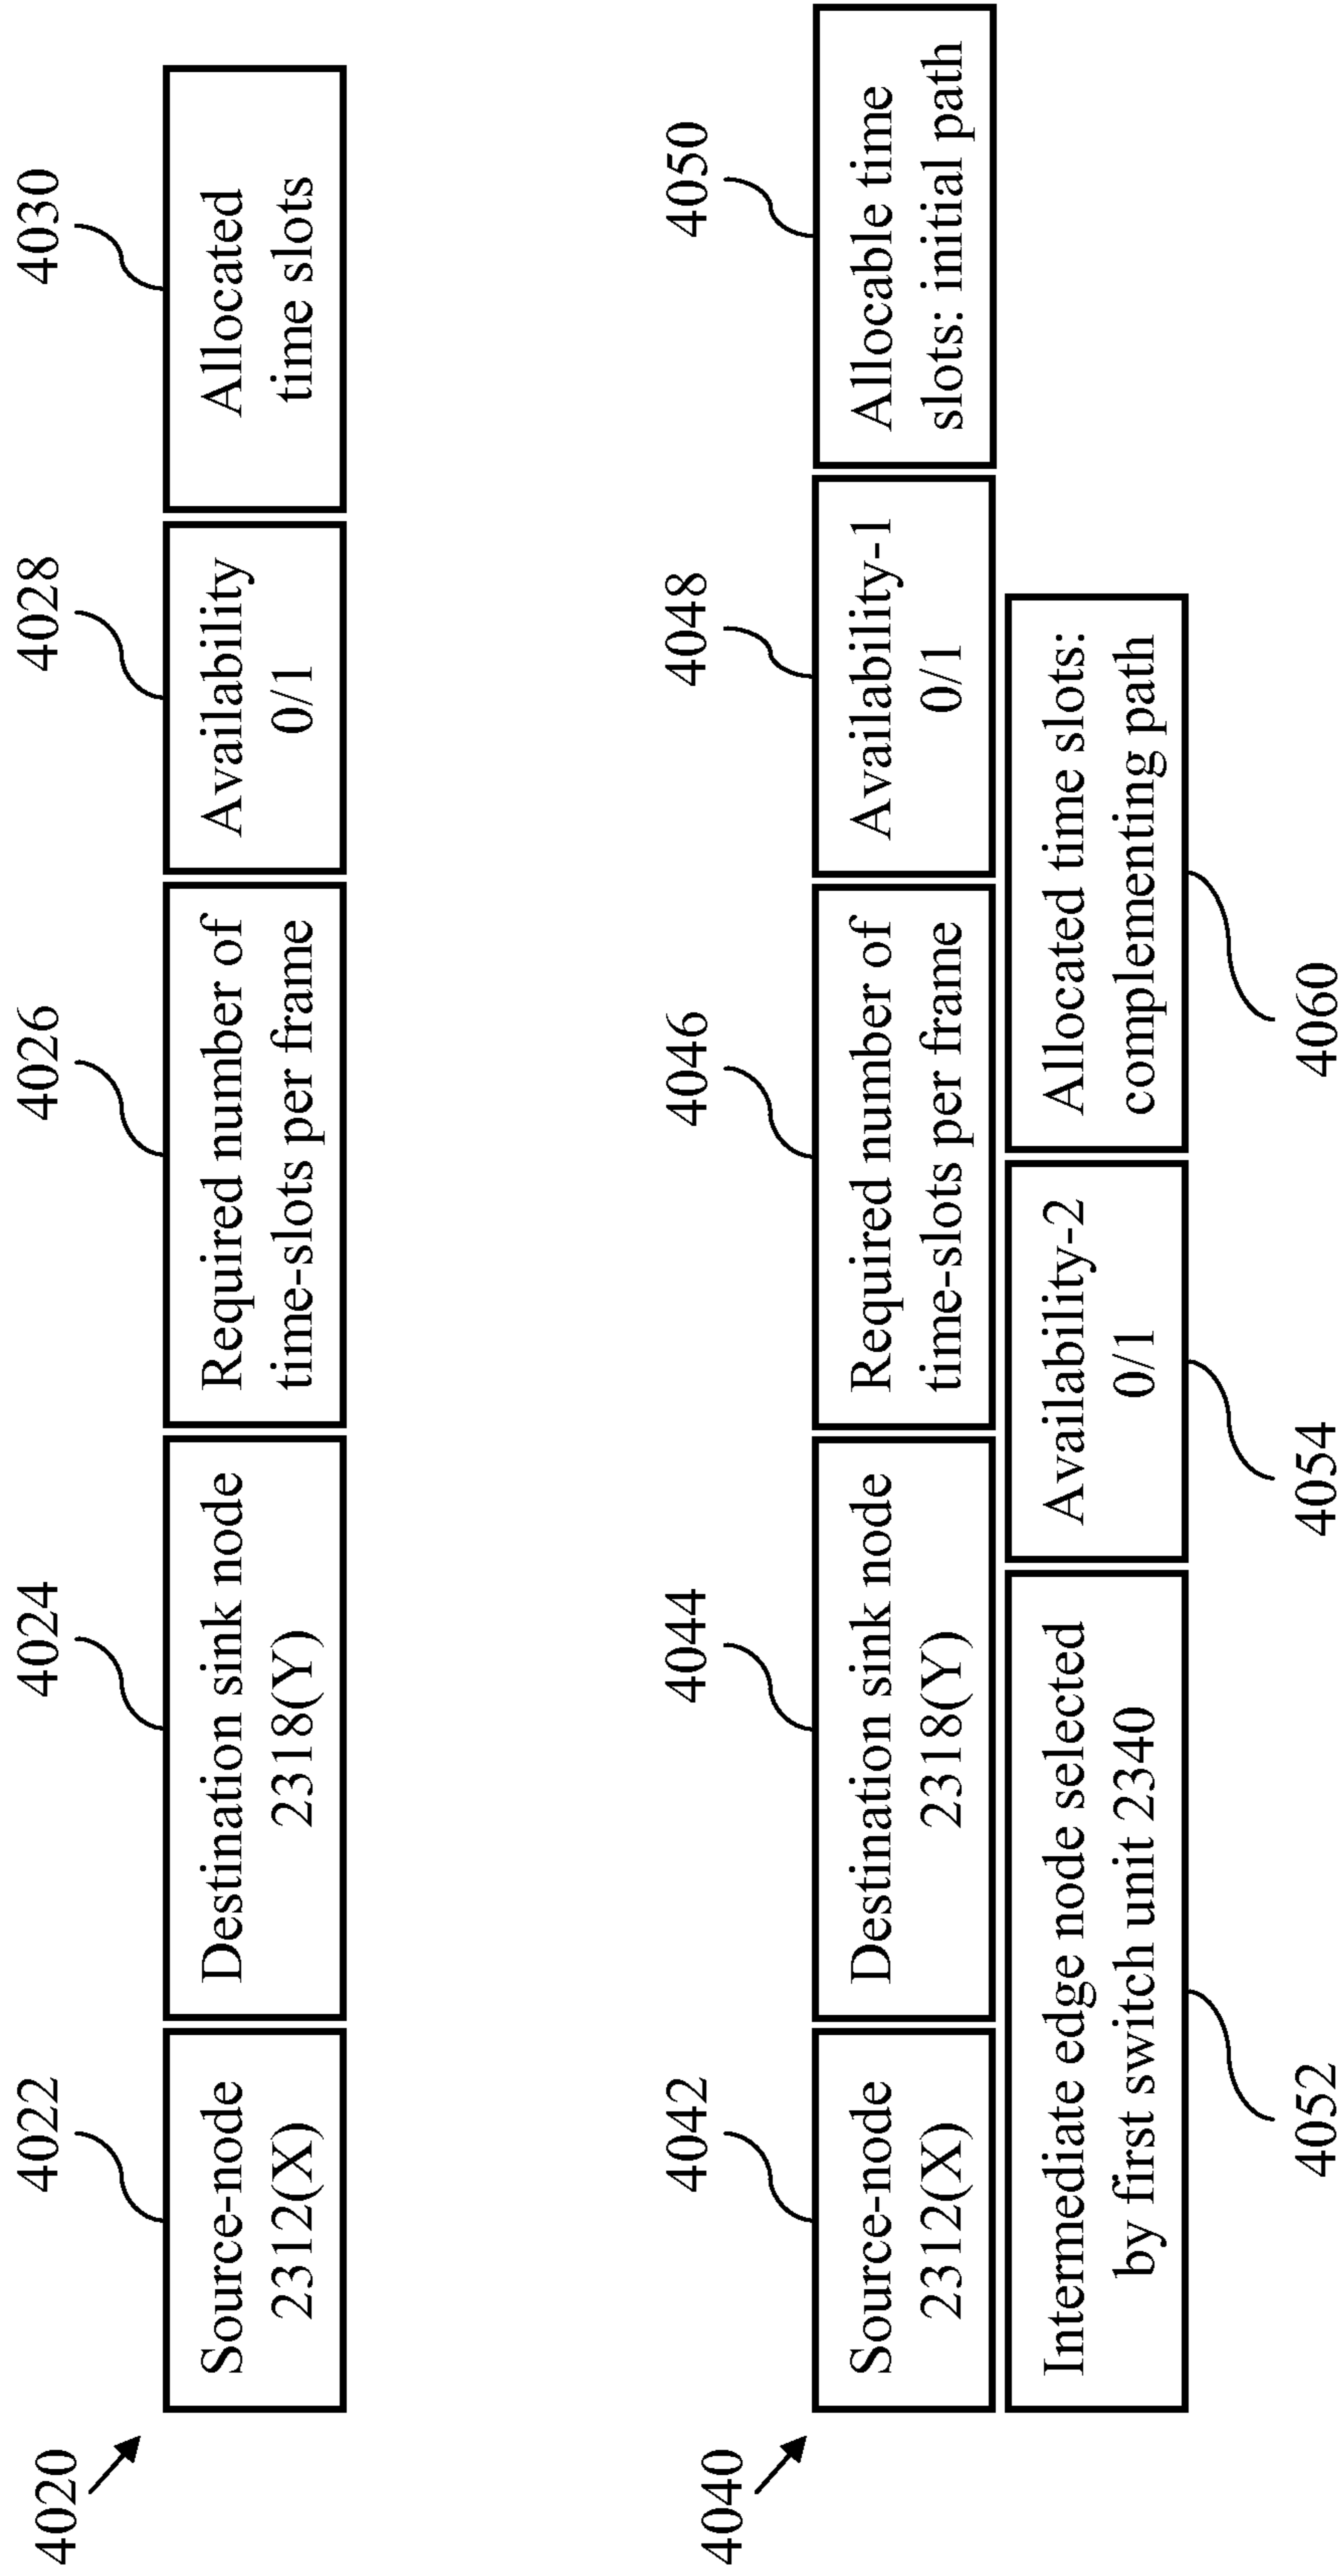 4020
4022
4024
4026
4028
4030
Source-node
2312(X)
Destination sink node
2318(Y)
Required number of
time-slots per frame
Availability
0/1
Allocated
time slots
4040
4042
4044
4046
4048
4050
Source-node
2312(X)
Destination sink node
2318(Y)
Required number of
time-slots per frame
Availability-1
0/1
Allocable time
slots: initial path
Intermediate edge node selected
by first switch unit 2340
Availability-2
0/1
Allocated time slots:
complementing path
4052
4054
4060